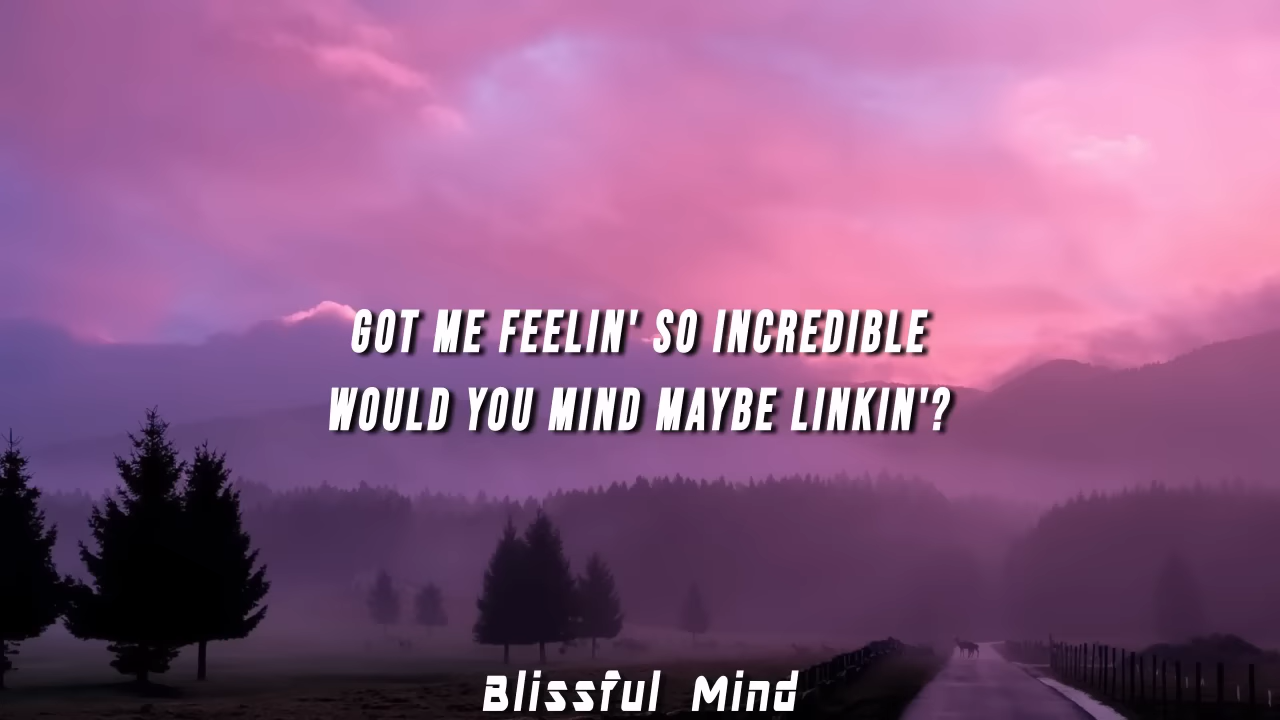 GOT ME FEELIN' SO INCREDIBLE
WOULD YOU MIND MAYBE LINKIN'?
Blissful Mind